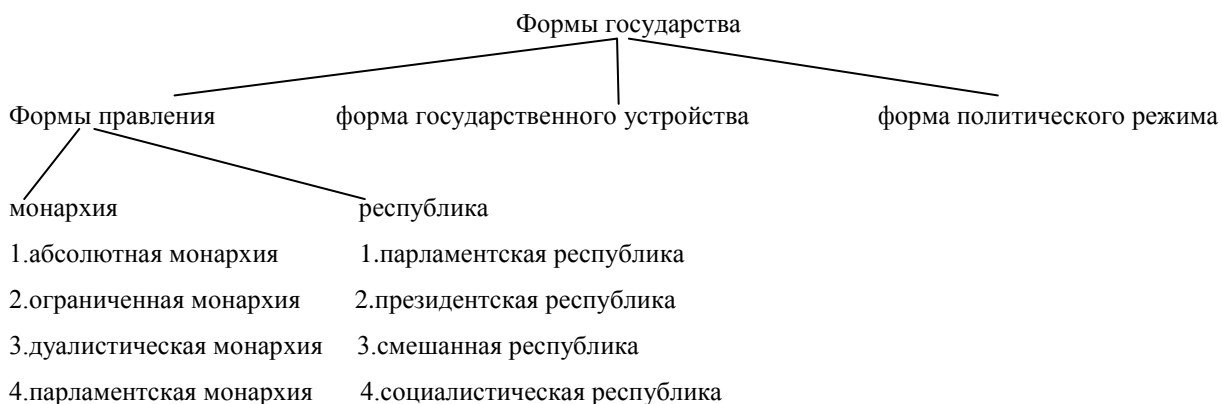 Формы государства
Формы правления форма государственного устройства форма политического режима
монархия республика
1.абсолютная монархия 1.парламентская республика
2.ограниченная монархия 2.президентская республика
3.дуалистическая монархия 3.смешанная республика
4.парламентская монархия 4.социалистическая республика